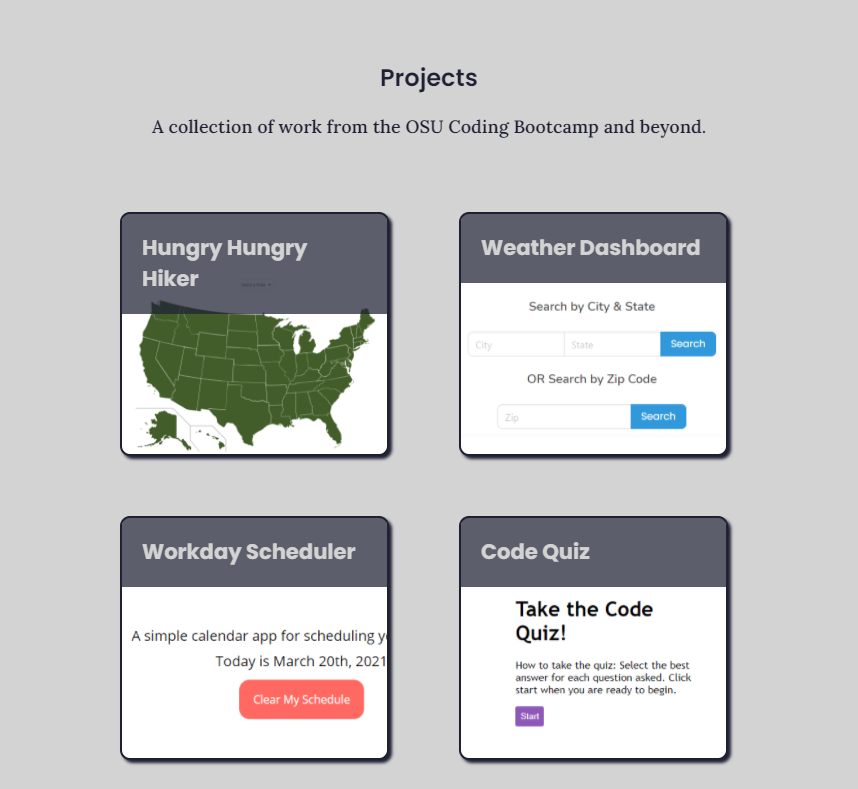 Projects
A collection of work from the OSU Coding Bootcamp and beyond.
Hungry Hungry
Hiker
Weather Dashboard
Search by City & State
City State Search
OR Search by Zip Code
Zip Search
Workday Scheduler
A simple calendar app for scheduling
Today is March 20th, 2021
Clear My Schedule
Code Quiz
Take the Code
Quiz!
How to take the quiz: Select the best
answer for each question asked. Click
start when you are ready to begin.
Start